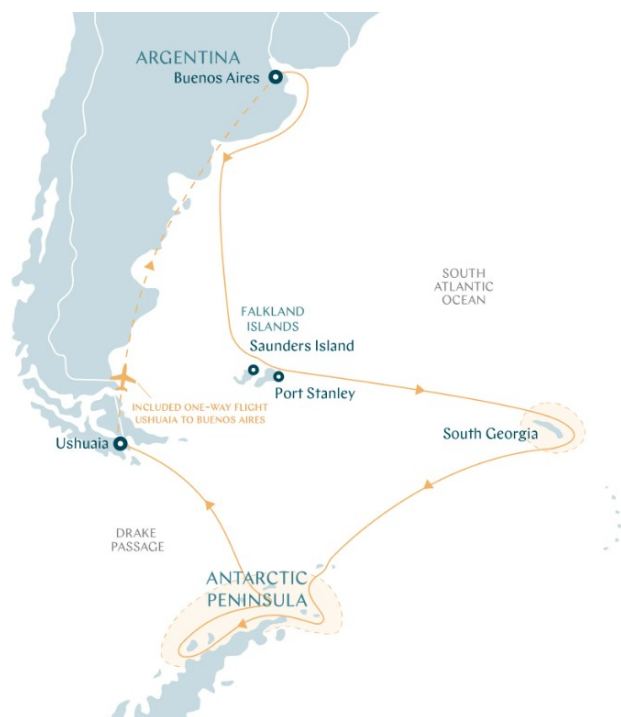 ARGENTINA
Buenos Aires
SOUTH
ATLANTIC
OCEAN
FALKLAND
ISLANDS
Saunders Island
Port Stanley
INCLUDED ONE-WAY FLIGHT
USHUAIA TO BUENOS AIRES
South Georgia
Ushuaia
DRAKE
PASSAGE
ANTARCTIC
PENINSULA